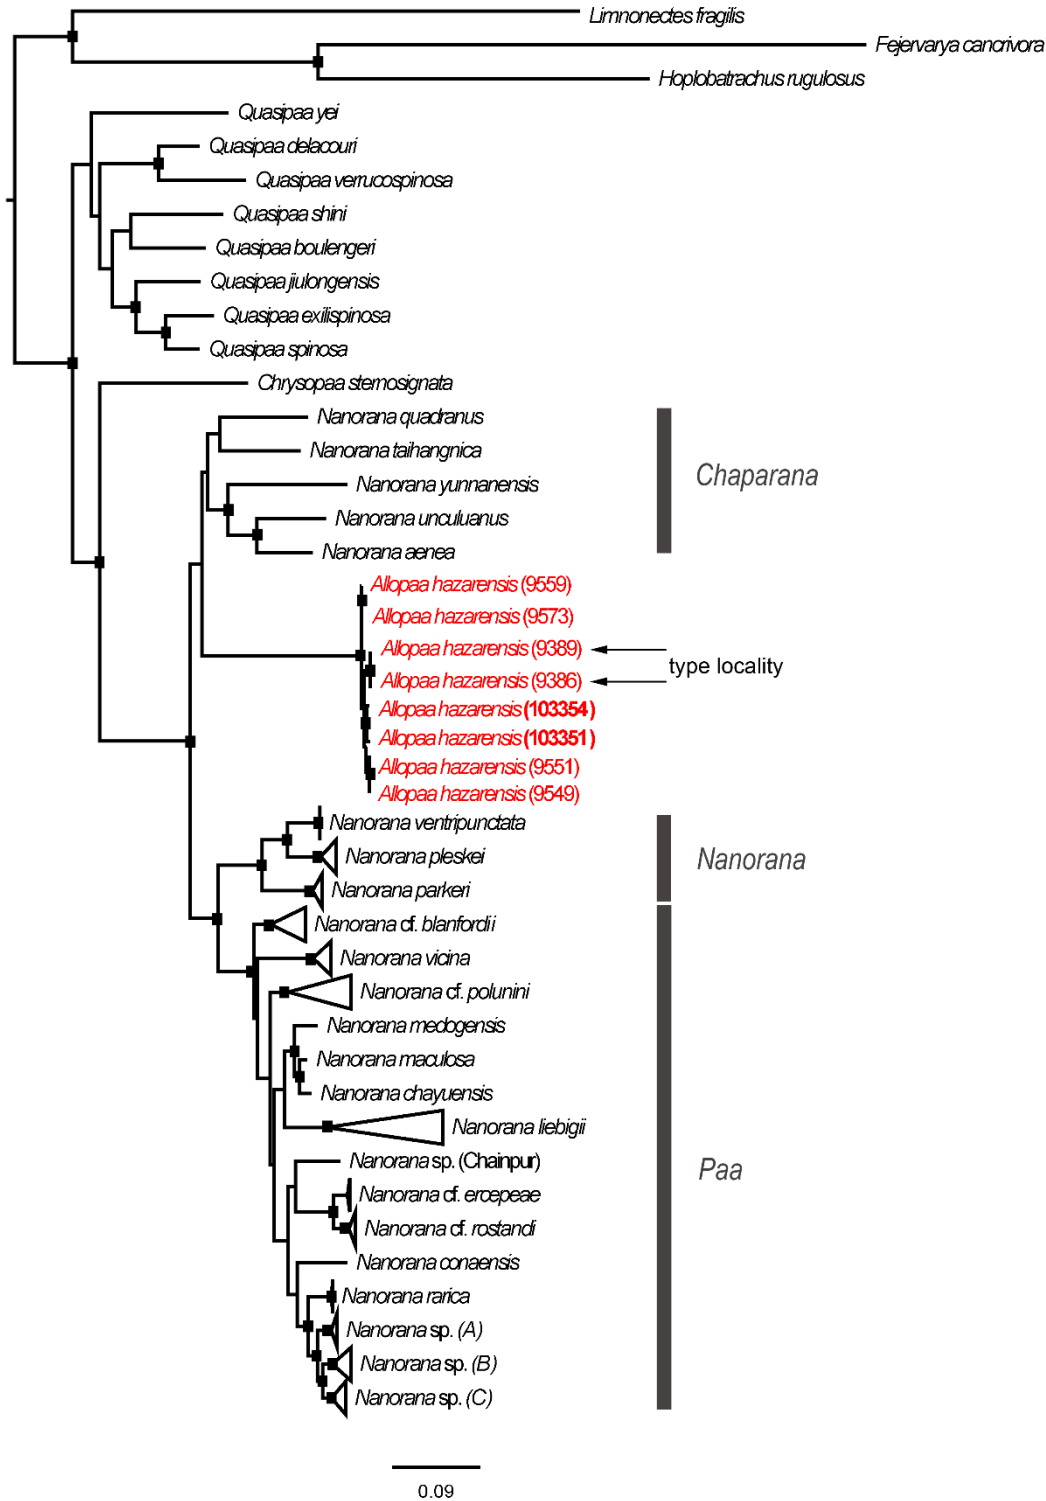 Limnonectes fragilis
Fejervarya cancrivora
Hoplobatrachus rugulosus
Quasipaa yei
Quasipaa delacouri
Quasipaa verrucospinosa
Quasipaa shini
Quasipaa boulengeri
Quasipaa jiulongensis
Quasipaa exilispinosa
Quasipaa spinosa
Chrysopaa sternosignata
Nanorana quadranus
Nanorana taihangnica
Chaparana
Nanorana yunnanensis
Nanorana unculuanus
Nanorana aenea
Allopaa hazarensis (9559)
Allopaa hazarensis (9573)
Allopaa hazarensis (9389)
type locality
Allopaa hazarensis (9386)
Allopaa hazarensis (103354)
Allopaa hazarensis (103351)
Allopaa hazarensis (9551)
Allopaa hazarensis (9549)
Nanorana ventripunctata
Nanorana pleskei
Nanorana
Nanorana parkeri
Nanorana cf. blanfordii
Nanorana vicina
Nanorana cf. polunini
Nanorana medogensis
Nanorana maculosa
Nanorana chayuensis
Nanorana liebigii
Nanorana sp. (Chainpur)
Paa
Nanorana cf. ercepeae
Nanorana cf. rostandi
Nanorana conaensis
Nanorana rarica
Nanorana sp. (A)
Nanorana sp. (B)
Nanorana sp. (C)
0.09